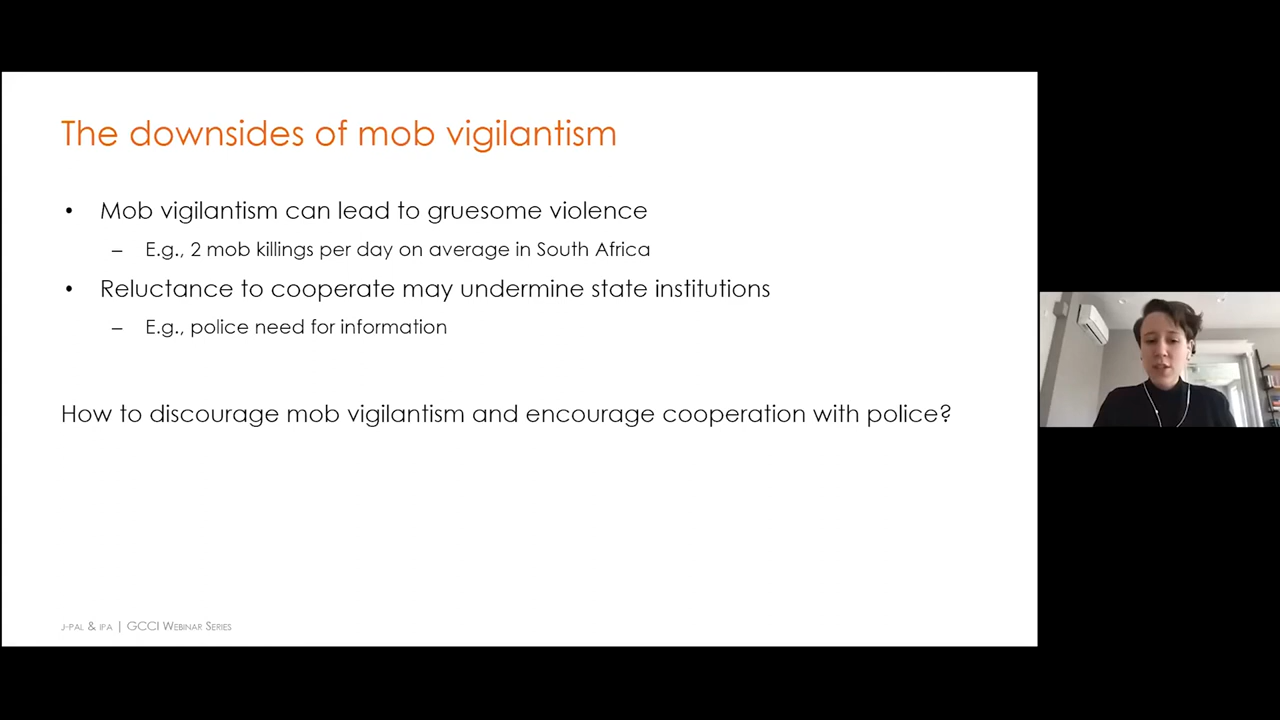 The downsides of mob vigilantism
• Mob vigilantism can lead to gruesome violence
– E.g., 2 mob killings per day on average in South Africa
• Reluctance to cooperate may undermine state institutions
– E.g., police need for information
How to discourage mob vigilantism and encourage cooperation with police?
J-PAL & IPA | GCCI WEBINAR SERIES